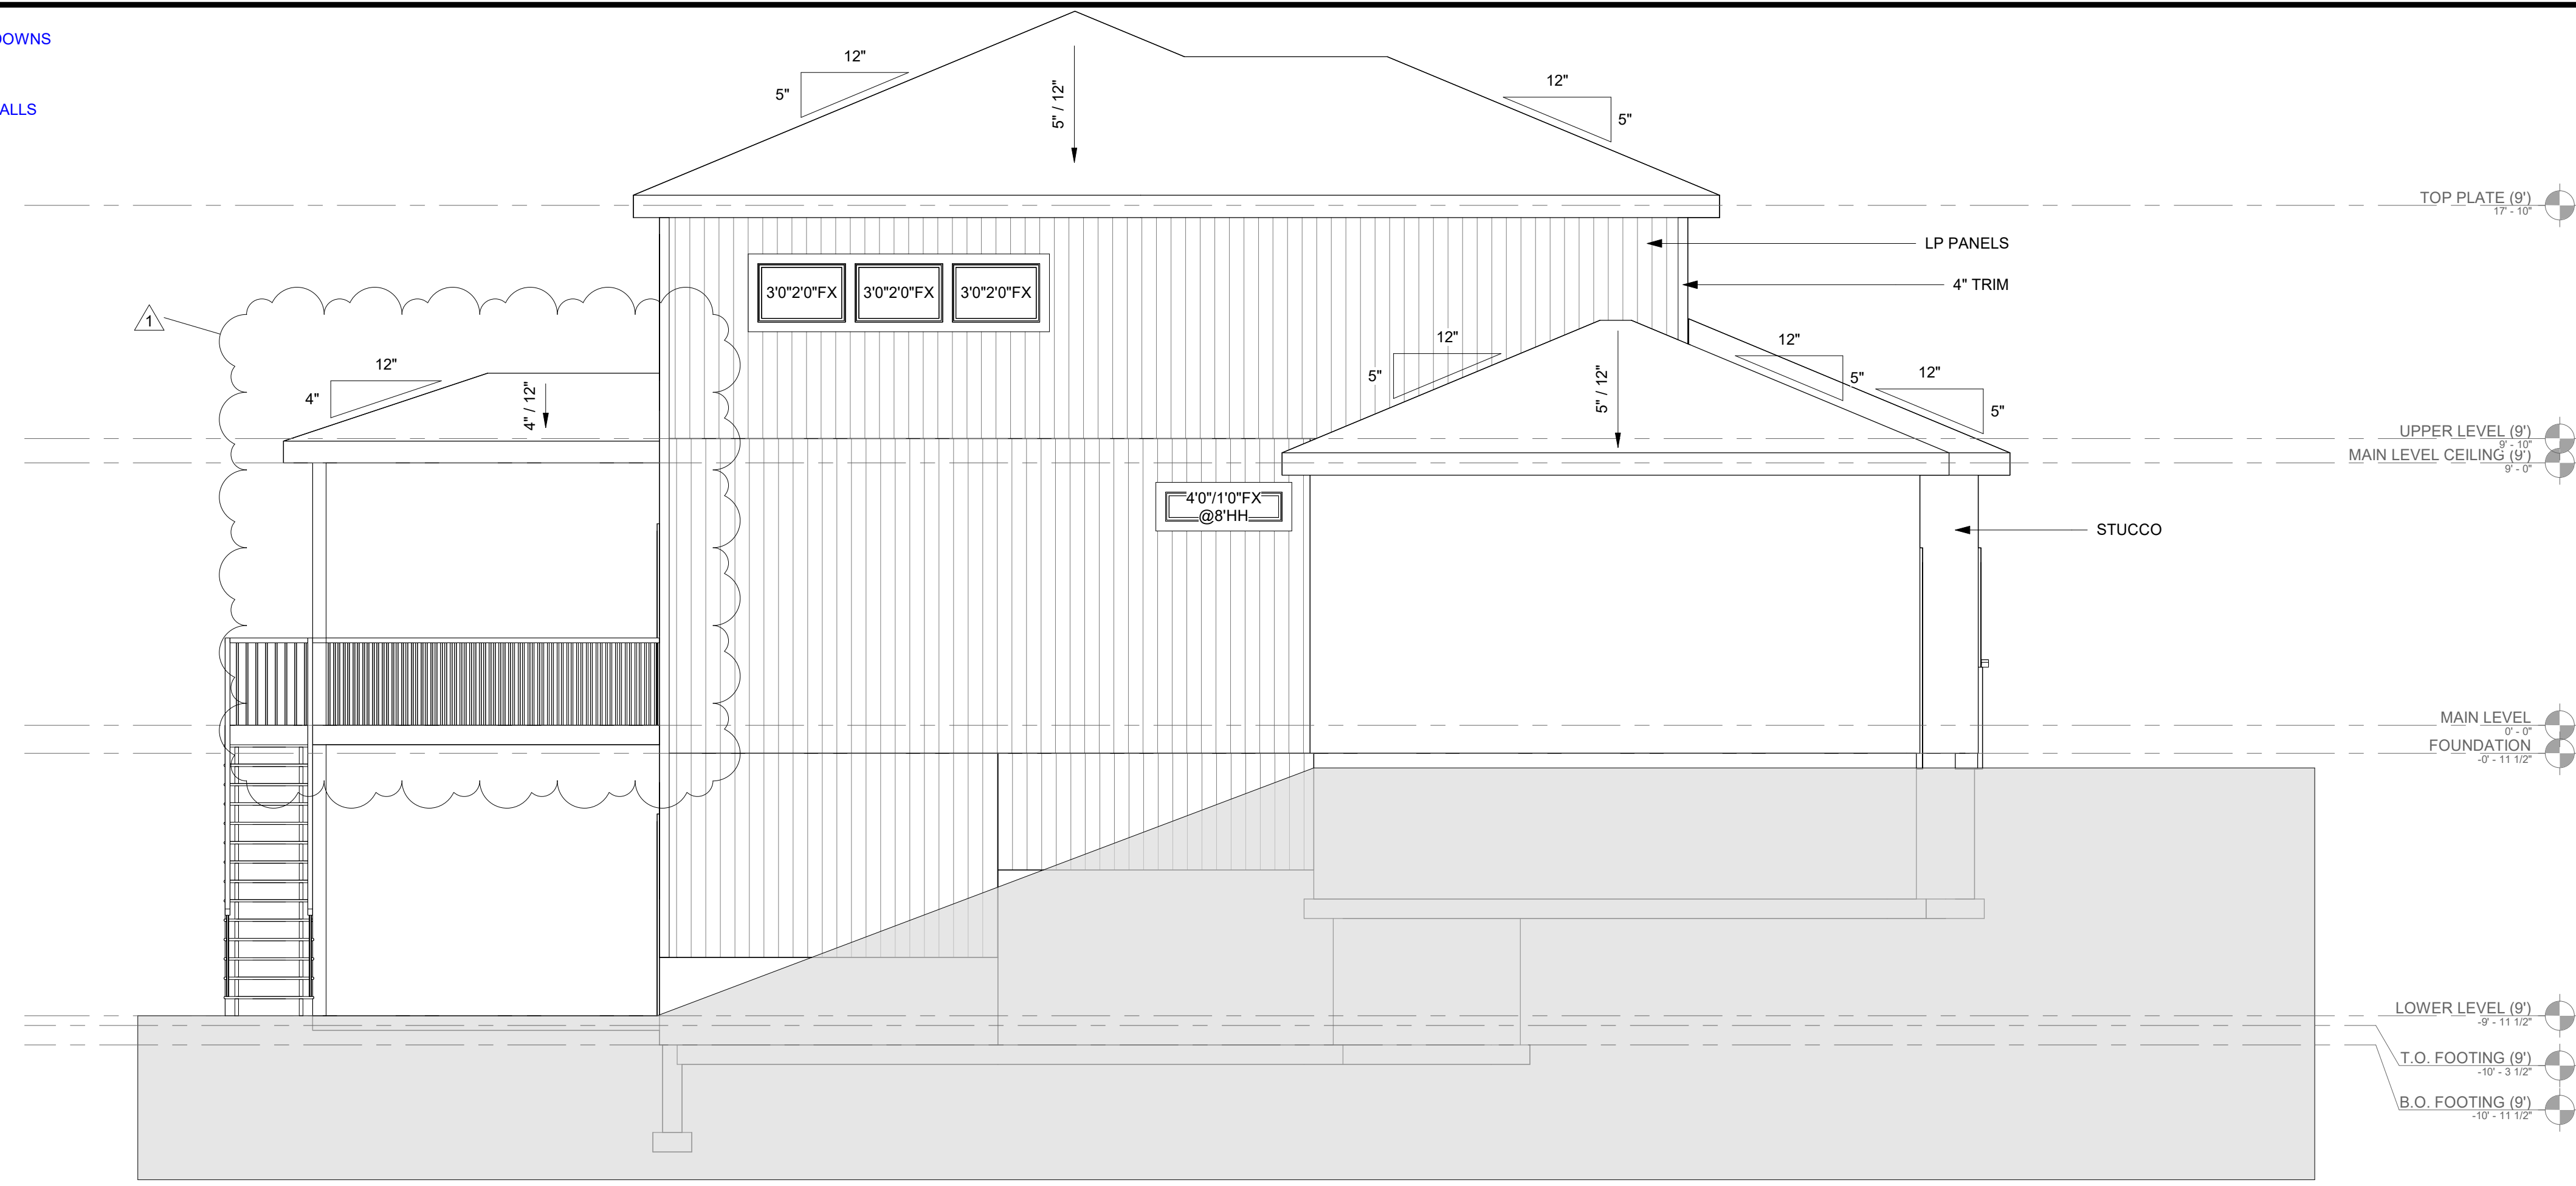 DOWNS
ALLS
12"
5"
5" / 12"
12"
5"
TOP PLATE (9')
17' - 10"
LP PANELS
4" TRIM
3'0"2'0"FX
3'0"2'0"FX
3'0"2'0"FX
1
12"
4"
4" / 12"
12"
5"
5" / 12"
12"
5"
12"
5"
UPPER LEVEL (9')
9' - 10"
MAIN LEVEL CEILING (9')
9' - 0"
4'0"/1'0"FX
@8'HH
STUCCO
MAIN LEVEL
0' - 0"
FOUNDATION
-0' - 11 1/2"
LOWER LEVEL (9')
-9' - 11 1/2"
T.O. FOOTING (9')
-10' - 3 1/2"
B.O. FOOTING (9')
-10' - 11 1/2"